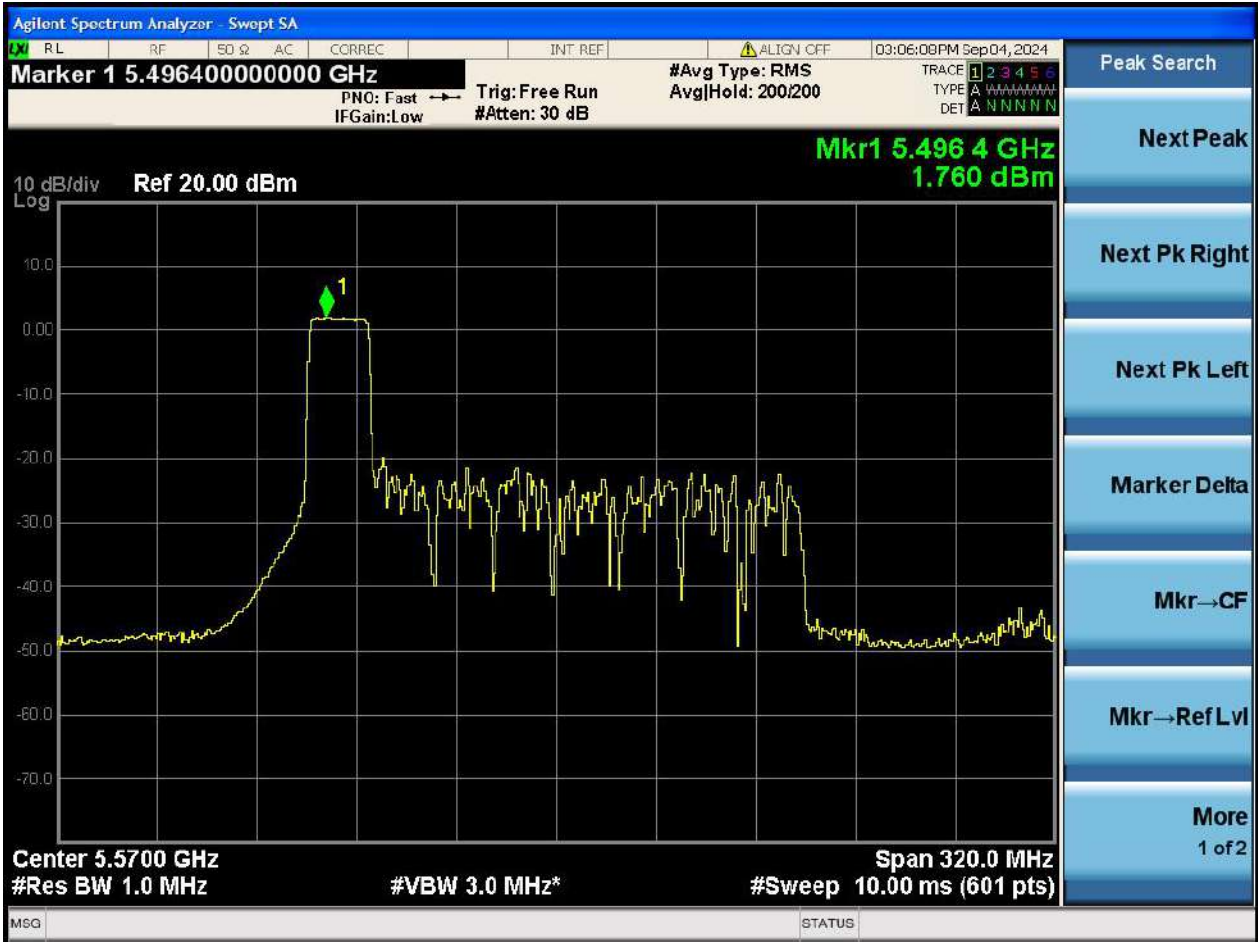 Agilent Spectrum Analyzer - Swept SA
LXI RL RF 50 Ω AC CORREC INT REF ALIGN OFF 03:06:08PM Sep 04, 2024
Marker 1 5.496400000000 GHz
PNO: Fast
IFGain:Low
Trig: Free Run
#Atten: 30 dB
#Avg Type: RMS
Avg|Hold: 200/200
TRACE 1 2 3 4 5 6
TYPE A WWWWW
DET A N N N N N
Mkr1 5.496 4 GHz
1.760 dBm
10 dB/div Ref 20.00 dBm
Log
10.0
1
0.00
-10.0
-20.0
-30.0
-40.0
-50.0
-60.0
-70.0
Center 5.5700 GHz Span 320.0 MHz
#Res BW 1.0 MHz #VBW 3.0 MHz* #Sweep 10.00 ms (601 pts)
MSG STATUS
Peak Search
Next Peak
Next Pk Right
Next Pk Left
Marker Delta
Mkr→CF
Mkr→Ref Lvl
More
1 of 2